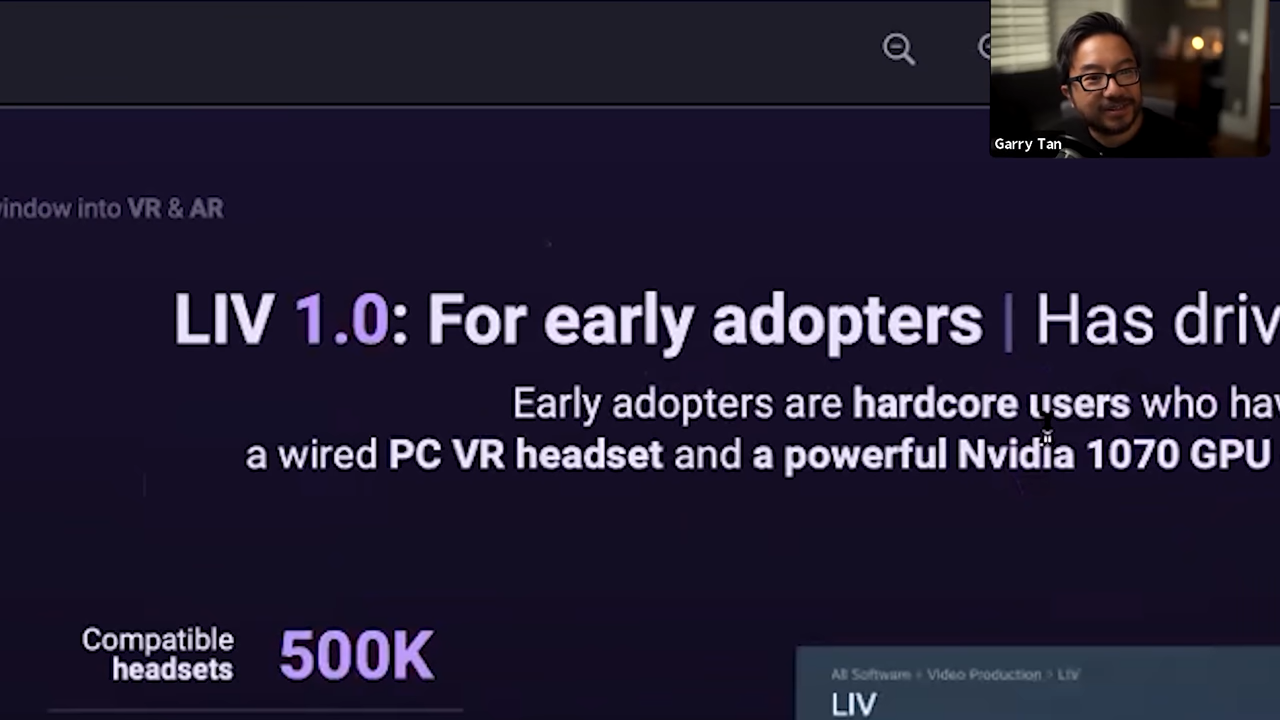 Garry Tan
window into VR & AR
LIV 1.0: For early adopters | Has driv
Early adopters are hardcore users who hav
a wired PC VR headset and a powerful Nvidia 1070 GPU
Compatible
headsets
500K
All Software > Video Production > LIV
LIV